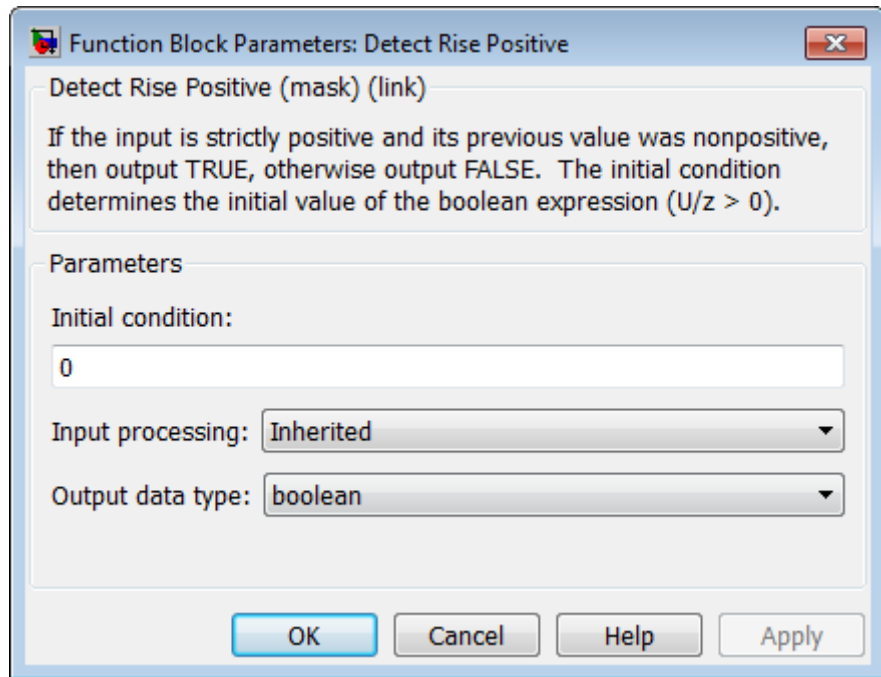 Function Block Parameters: Detect Rise Positive
Detect Rise Positive (mask) (link)
If the input is strictly positive and its previous value was nonpositive,
then output TRUE, otherwise output FALSE.  The initial condition
determines the initial value of the boolean expression (U/z > 0).
Parameters
Initial condition:
0
Input processing: Inherited
Output data type: boolean
OK Cancel Help Apply